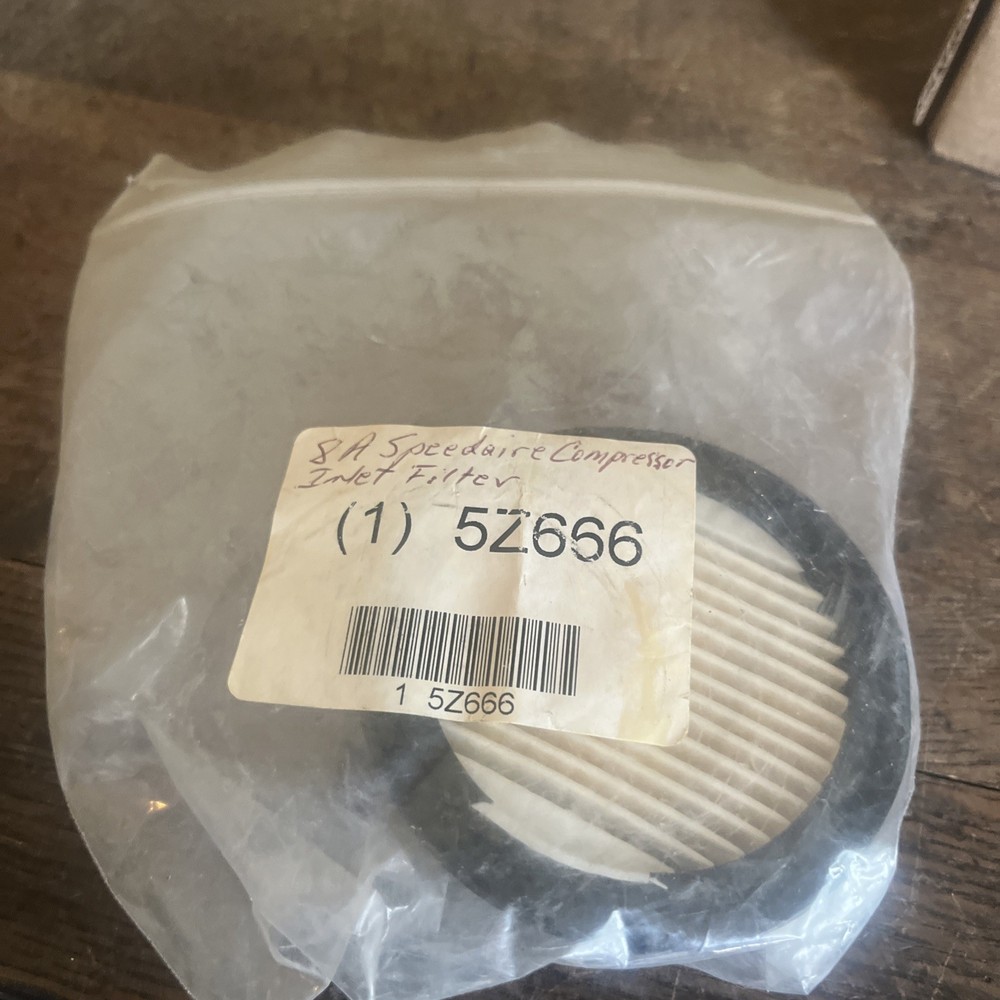 8A Speedaire Compressor
Inlet Filter
(1) 5Z666
1 5Z666